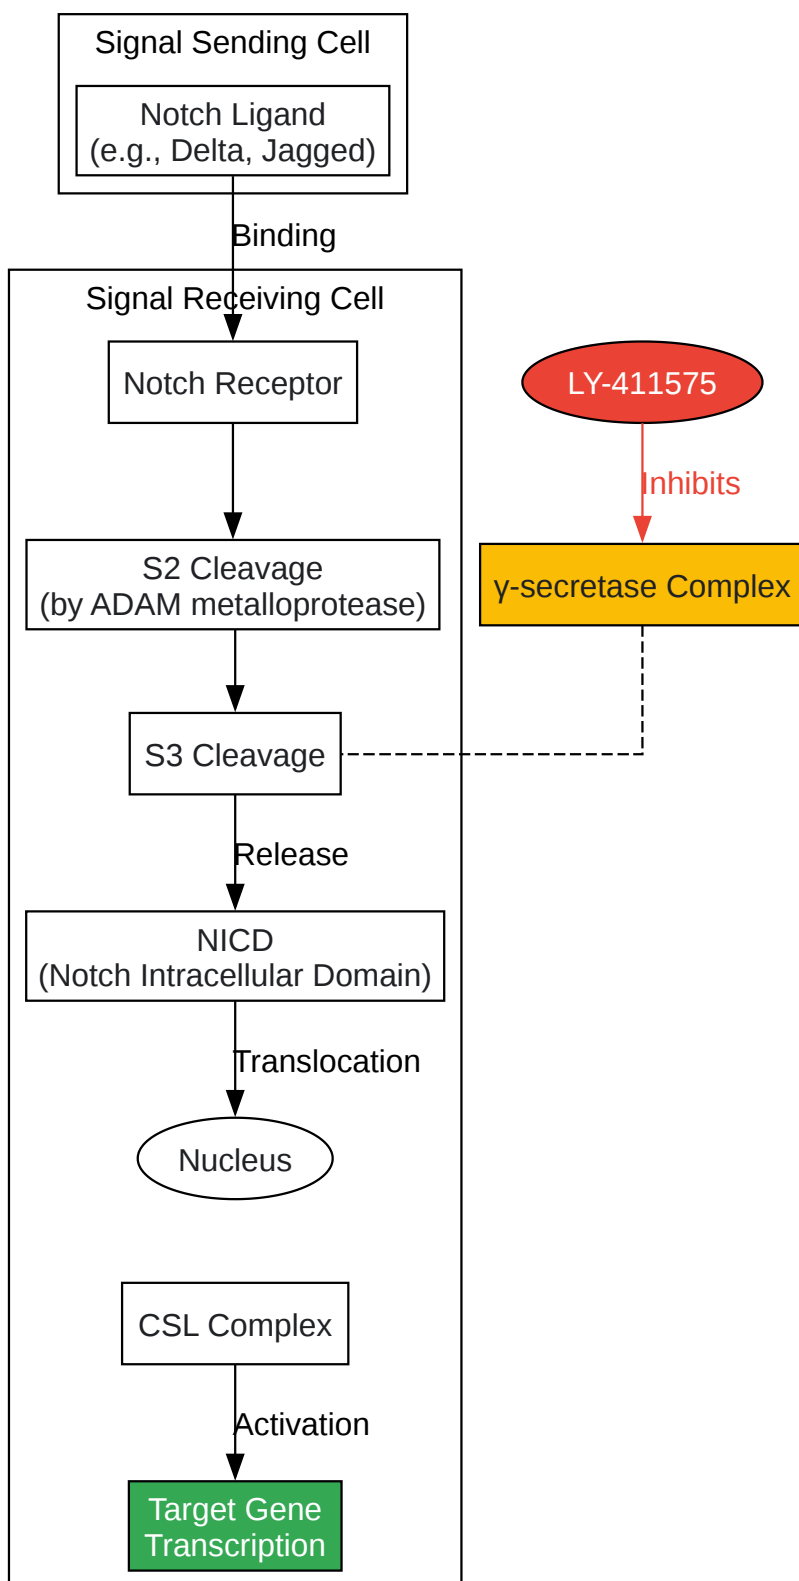 Signal Sending Cell
Notch Ligand
(e.g., Delta, Jagged)
Binding
Signal Receiving Cell
Notch Receptor
LY-411575
Inhibits
S2 Cleavage
(by ADAM metalloprotease)
γ-secretase Complex
S3 Cleavage
Release
NICD
(Notch Intracellular Domain)
Translocation
Nucleus
CSL Complex
Activation
Target Gene
Transcription